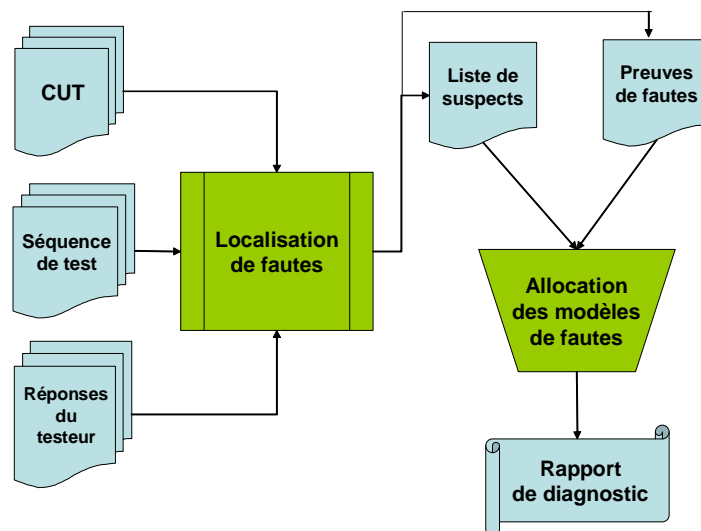 CUT
Séquence
de test
Réponses
du
testeur
Localisation
de fautes
Liste de
suspects
Preuves
de fautes
Allocation
des modèles
de fautes
Rapport
de diagnostic